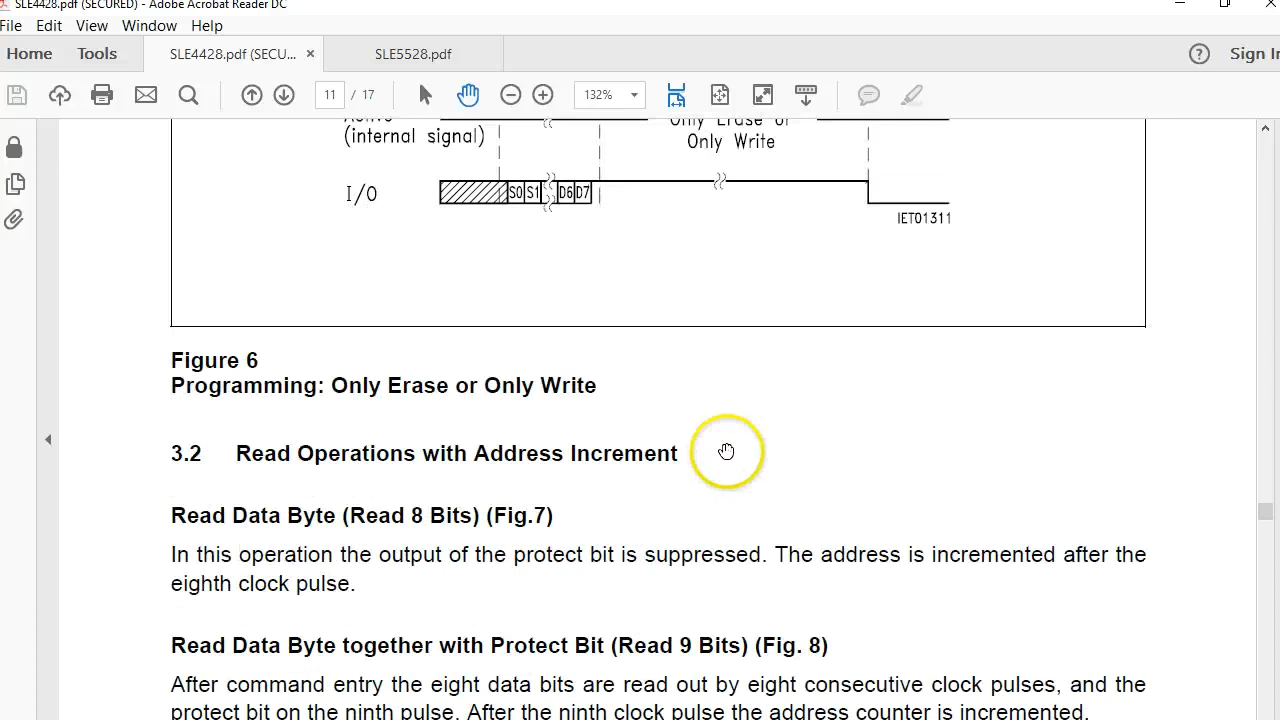 SLE4428.pdf (SECURED) - Adobe Acrobat Reader DC
File Edit View Window Help
Home Tools SLE4428.pdf (SECU... × SLE5528.pdf Sign In
11 / 17 132%
(internal signal)
Only Erase or
Only Write
I/O S0 S1 D6 D7
IET01311
Figure 6
Programming: Only Erase or Only Write
3.2 Read Operations with Address Increment
Read Data Byte (Read 8 Bits) (Fig.7)
In this operation the output of the protect bit is suppressed. The address is incremented after the
eighth clock pulse.
Read Data Byte together with Protect Bit (Read 9 Bits) (Fig. 8)
After command entry the eight data bits are read out by eight consecutive clock pulses, and the
protect bit on the ninth pulse. After the ninth clock pulse the address counter is incremented.